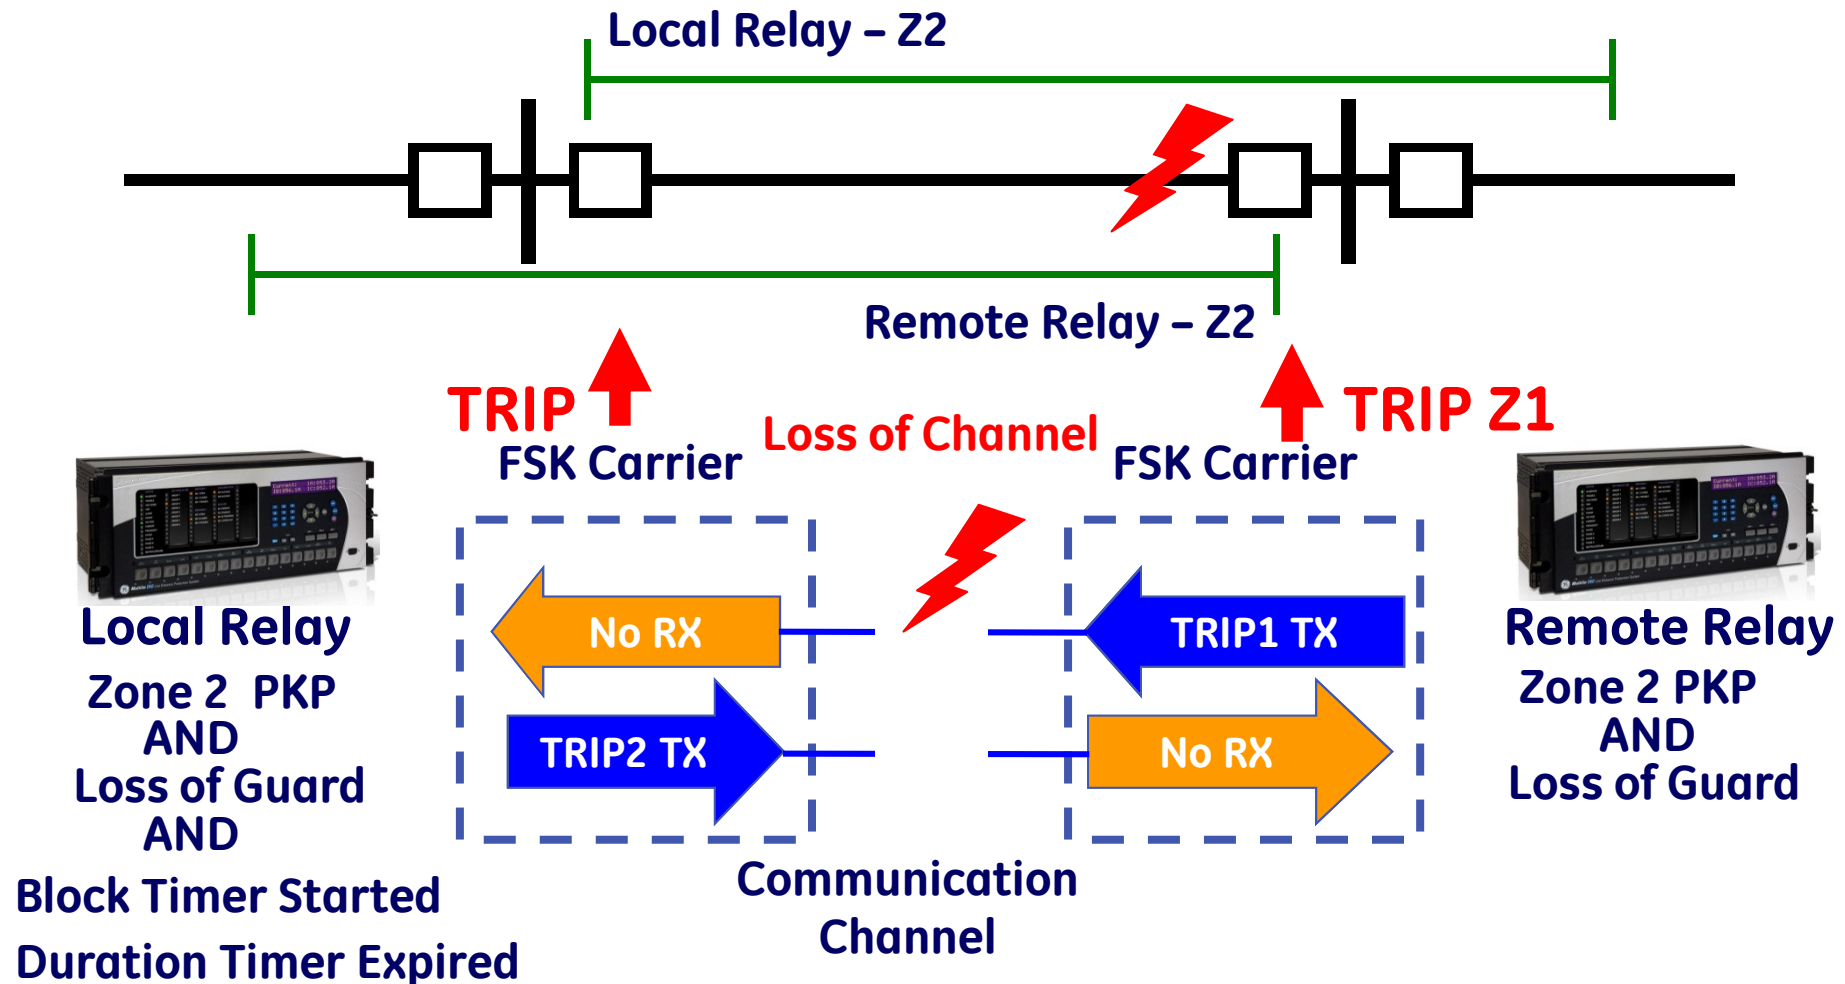 Local Relay – Z2
Remote Relay – Z2
TRIP
TRIP Z1
Loss of Channel
FSK Carrier
FSK Carrier
No RX
TRIP1 TX
TRIP2 TX
No RX
Local Relay
Zone 2 PKP
AND
Loss of Guard
AND
Block Timer Started
Duration Timer Expired
Remote Relay
Zone 2 PKP
AND
Loss of Guard
Communication
Channel